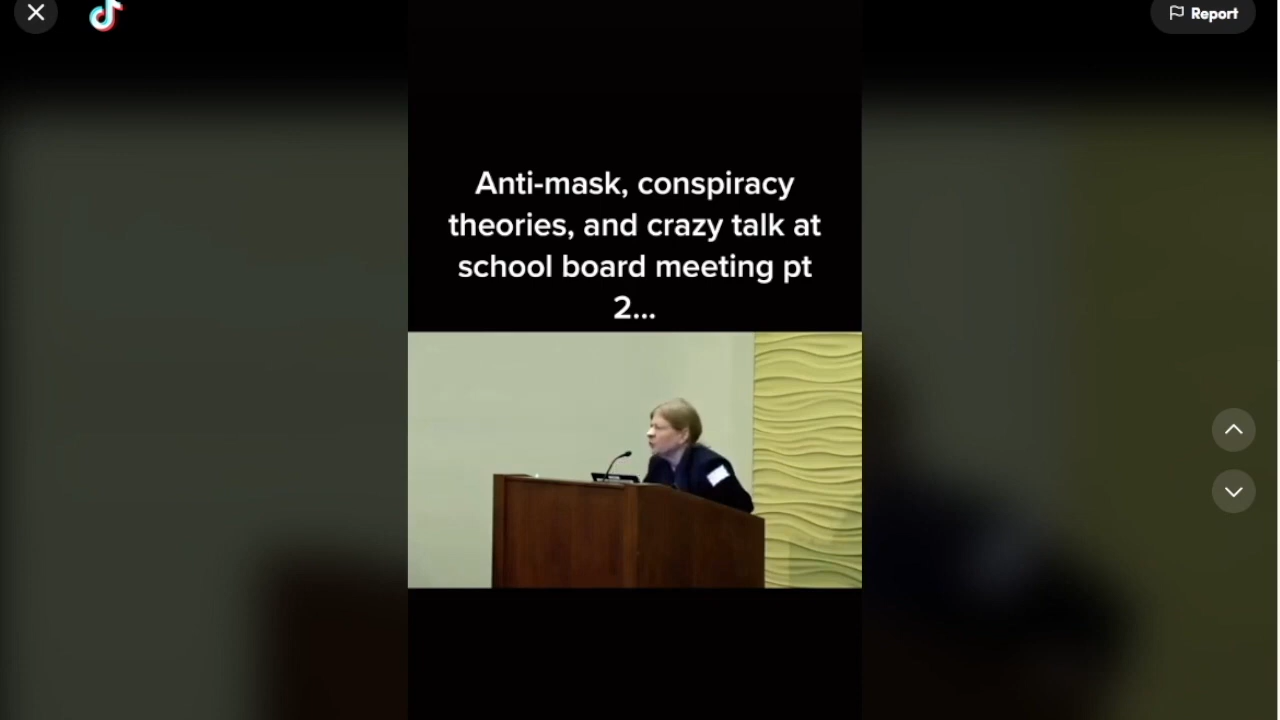 Report
Anti-mask, conspiracy
theories, and crazy talk at
school board meeting pt
2...